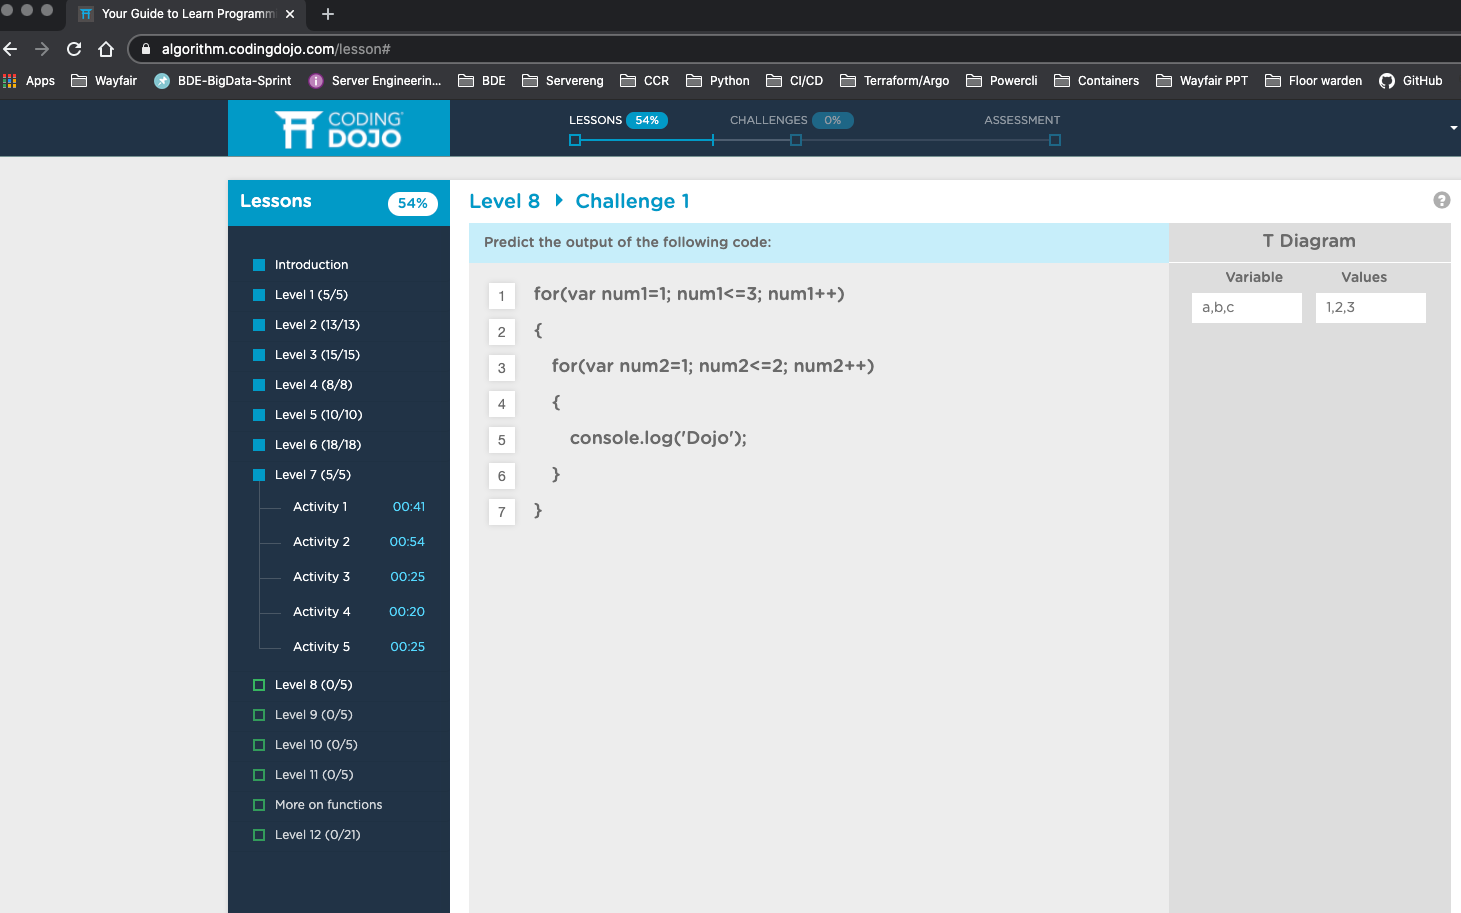 Your Guide to Learn Programmi
algorithm.codingdojo.com/lesson#
Apps Wayfair BDE-BigData-Sprint Server Engineerin... BDE Servereng CCR Python CI/CD Terraform/Argo Powercli Containers Wayfair PPT Floor warden GitHub
CODING DOJO
LESSONS 54% CHALLENGES 0% ASSESSMENT
Lessons 54%
Introduction
Level 1 (5/5)
Level 2 (13/13)
Level 3 (15/15)
Level 4 (8/8)
Level 5 (10/10)
Level 6 (18/18)
Level 7 (5/5)
Activity 1 00:41
Activity 2 00:54
Activity 3 00:25
Activity 4 00:20
Activity 5 00:25
Level 8 (0/5)
Level 9 (0/5)
Level 10 (0/5)
Level 11 (0/5)
More on functions
Level 12 (0/21)
Level 8 Challenge 1
?
Predict the output of the following code:
1 for(var num1=1; num1<=3; num1++)
2 {
3 for(var num2=1; num2<=2; num2++)
4 {
5 console.log('Dojo');
6 }
7 }
T Diagram
Variable Values
a,b,c 1,2,3